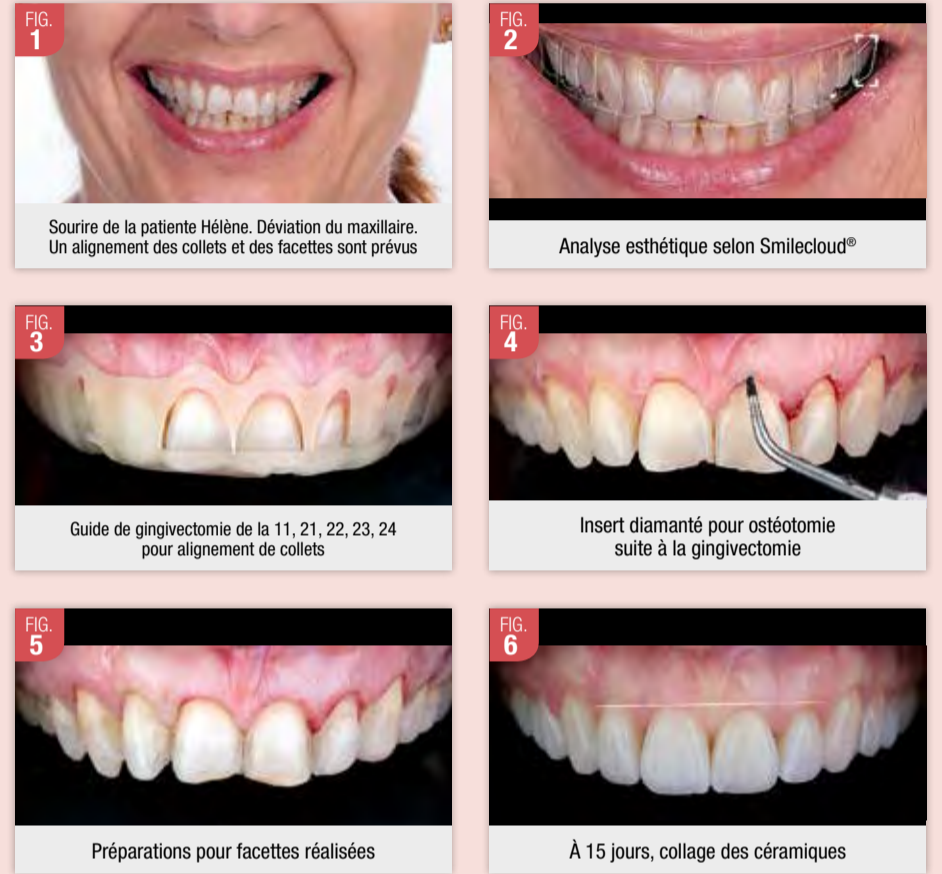 FIG.
1
Sourire de la patiente Hélène. Déviation du maxillaire.
Un alignement des collets et des facettes sont prévus
FIG.
2
Analyse esthétique selon Smilecloud®
FIG.
3
Guide de gingivectomie de la 11, 21, 22, 23, 24
pour alignement de collets
FIG.
4
Insert diamanté pour ostéotomie
suite à la gingivectomie
FIG.
5
Préparations pour facettes réalisées
FIG.
6
À 15 jours, collage des céramiques